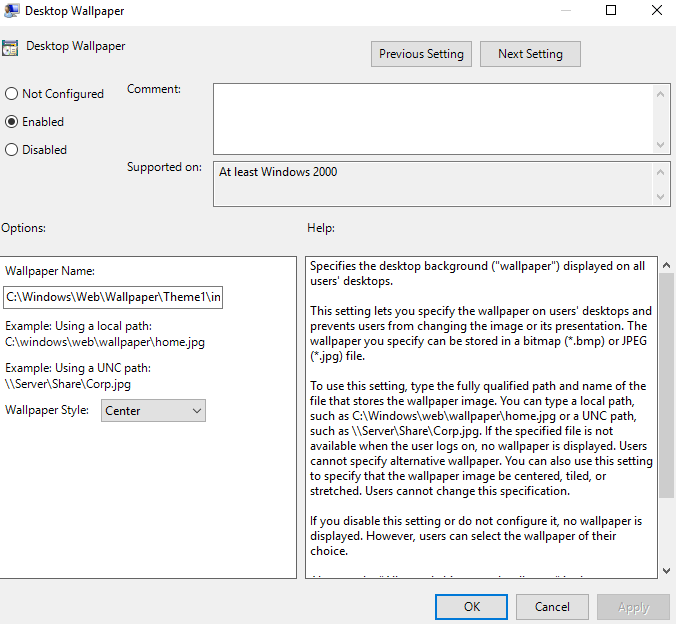 Desktop Wallpaper
Desktop Wallpaper
Previous Setting
Next Setting
Not Configured
Enabled
Disabled
Comment:
Supported on:
At least Windows 2000
Options:
Help:
Wallpaper Name:
C:\Windows\Web\Wallpaper\Theme1\in
Example: Using a local path:
C:\windows\web\wallpaper\home.jpg
Example: Using a UNC path:
\\Server\Share\Corp.jpg
Wallpaper Style:
Center
Specifies the desktop background ("wallpaper") displayed on all
users' desktops.
This setting lets you specify the wallpaper on users' desktops and
prevents users from changing the image or its presentation. The
wallpaper you specify can be stored in a bitmap (*.bmp) or JPEG
(*.jpg) file.
To use this setting, type the fully qualified path and name of the
file that stores the wallpaper image. You can type a local path,
such as C:\Windows\web\wallpaper\home.jpg or a UNC path,
such as \\Server\Share\Corp.jpg. If the specified file is not
available when the user logs on, no wallpaper is displayed. Users
cannot specify alternative wallpaper. You can also use this setting
to specify that the wallpaper image be centered, tiled, or
stretched. Users cannot change this specification.
If you disable this setting or do not configure it, no wallpaper is
displayed. However, users can select the wallpaper of their
choice.
OK
Cancel
Apply